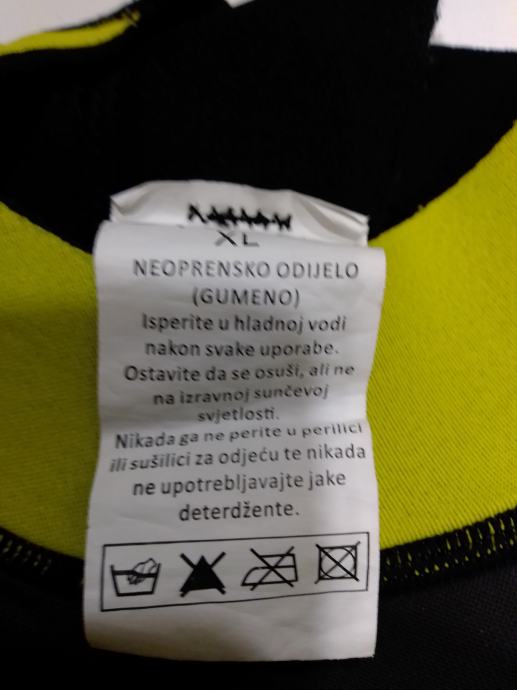 XL
NEOPRENSKO ODIJELO
(GUMENO)
Isperite u hladnoj vodi
nakon svake uporabe.
Ostavite da se osuši, ali ne
na izravnoj sunčevoj
svjetlosti.
Nikada ga ne perite u perilici
ili sušilici za odjeću te nikada
ne upotrebljavajte jake
deterdžente.